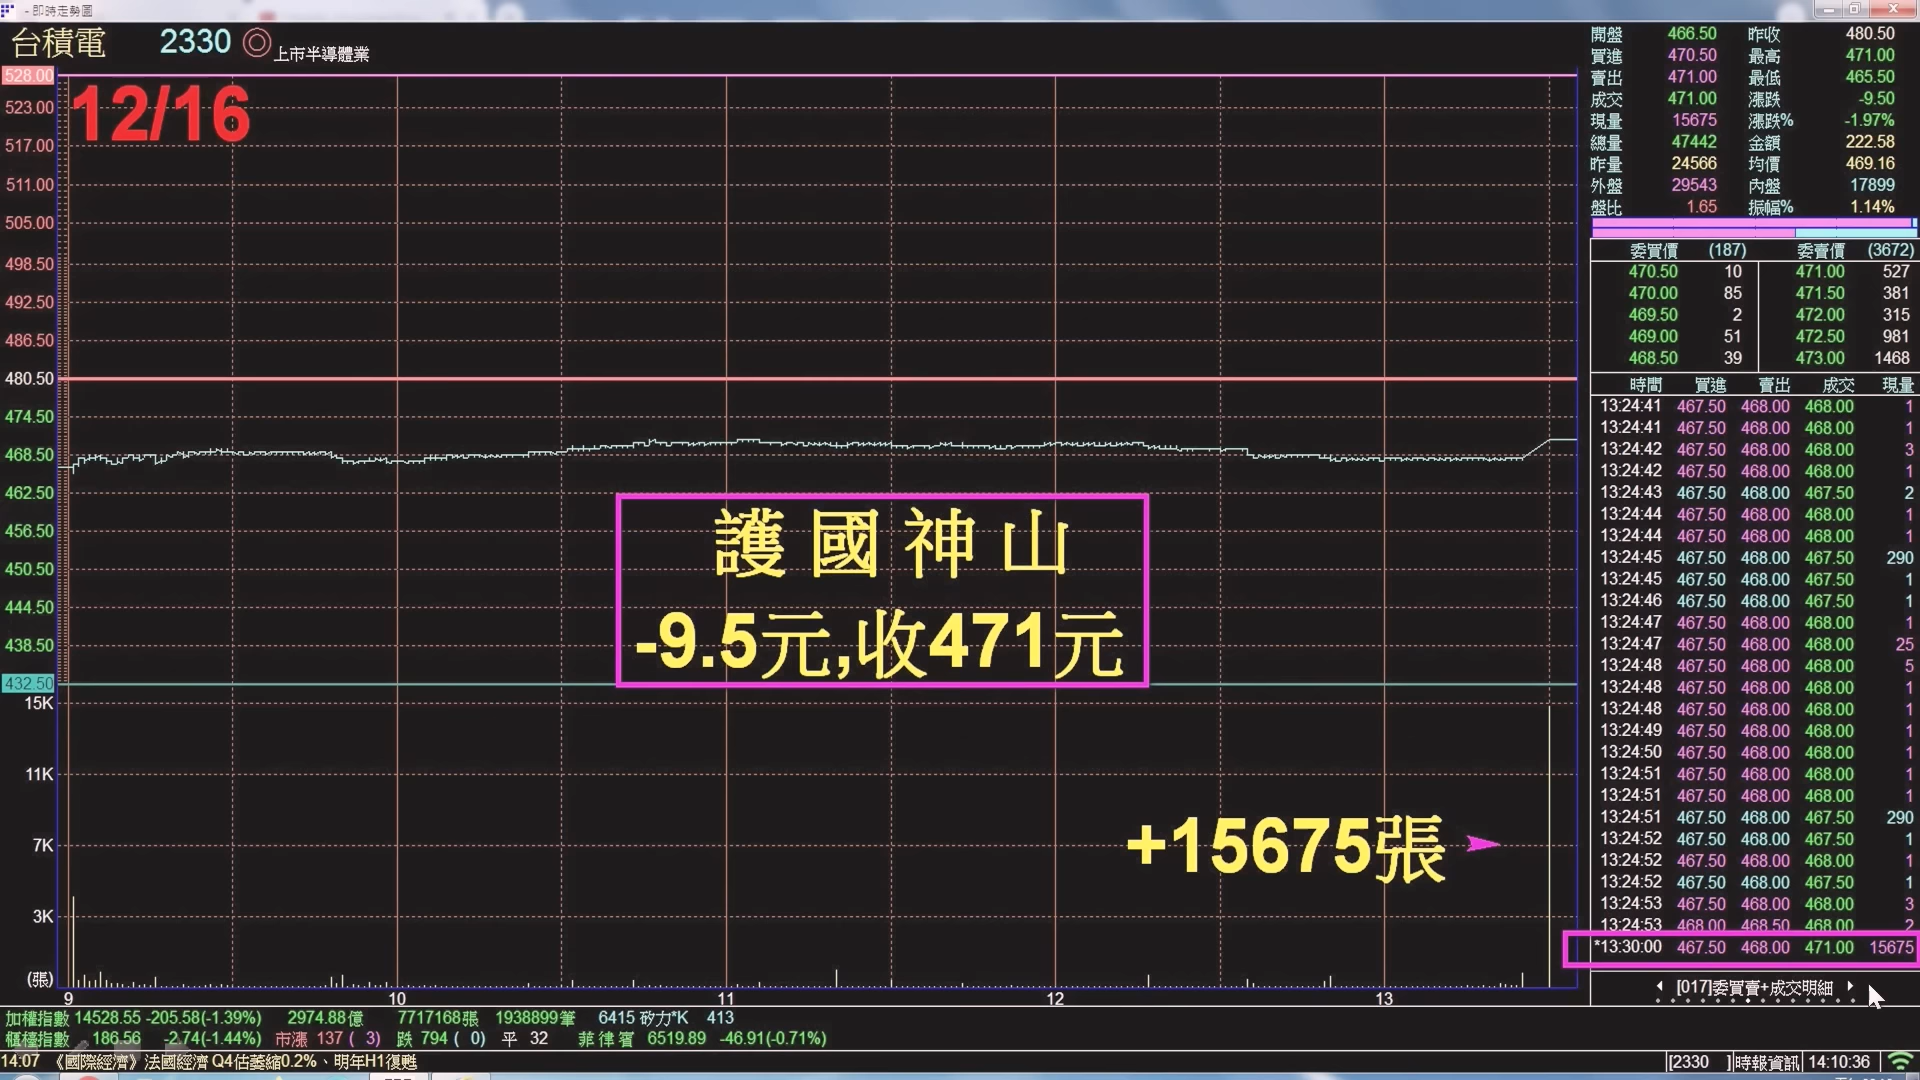 - 即時走勢圖
台積電 2330 ◎ 上市半導體業
12/16
528.00
523.00
517.00
511.00
505.00
498.50
492.50
486.50
480.50
474.50
468.50
462.50
456.50
450.50
444.50
438.50
432.50
15K
11K
7K
3K
(張)
9 10 11 12 13
護國神山
-9.5元,收471元
+15675張
開盤 466.50 昨收 480.50
買進 470.50 最高 471.00
賣出 471.00 最低 465.50
成交 471.00 漲跌 -9.50
現量 15675 漲跌% -1.97%
總量 47442 金額 222.58
昨量 24566 均價 469.16
外盤 29543 內盤 17899
盤比 1.65 振幅% 1.14%
委買價 (187) 委賣價 (3672)
470.50 10 471.00 527
470.00 85 471.50 381
469.50 2 472.00 315
469.00 51 472.50 981
468.50 39 473.00 1468
時間 買進 賣出 成交 現量
13:24:41 467.50 468.00 468.00 1
13:24:41 467.50 468.00 468.00 1
13:24:42 467.50 468.00 468.00 3
13:24:42 467.50 468.00 468.00 1
13:24:43 467.50 468.00 467.50 2
13:24:44 467.50 468.00 468.00 1
13:24:44 467.50 468.00 468.00 1
13:24:45 467.50 468.00 467.50 290
13:24:45 467.50 468.00 467.50 1
13:24:46 467.50 468.00 467.50 1
13:24:47 467.50 468.00 468.00 1
13:24:47 467.50 468.00 468.00 25
13:24:48 467.50 468.00 468.00 5
13:24:48 467.50 468.00 468.00 1
13:24:48 467.50 468.00 468.00 1
13:24:49 467.50 468.00 468.00 1
13:24:50 467.50 468.00 468.00 1
13:24:51 467.50 468.00 468.00 1
13:24:51 467.50 468.00 468.00 1
13:24:51 467.50 468.00 467.50 290
13:24:52 467.50 468.00 467.50 1
13:24:52 467.50 468.00 468.00 1
13:24:52 467.50 468.00 467.50 1
13:24:53 467.50 468.00 468.00 3
13:24:53 468.00 468.50 468.00 2
*13:30:00 467.50 468.00 471.00 15675
[017]委買賣+成交明細
加權指數 14528.55 -205.58(-1.39%) 2974.88億 7717168張 1938899筆 6415 矽力*K 413
櫃檯指數 186.56 -2.74(-1.44%) 市漲 137 ( 3) 跌 794 ( 0) 平 32 菲律賓 6519.89 -46.91(-0.71%)
14:07 《國際經濟》法國經濟Q4估萎縮0.2%、明年H1復甦
[2330 ]時報資訊 14:10:36